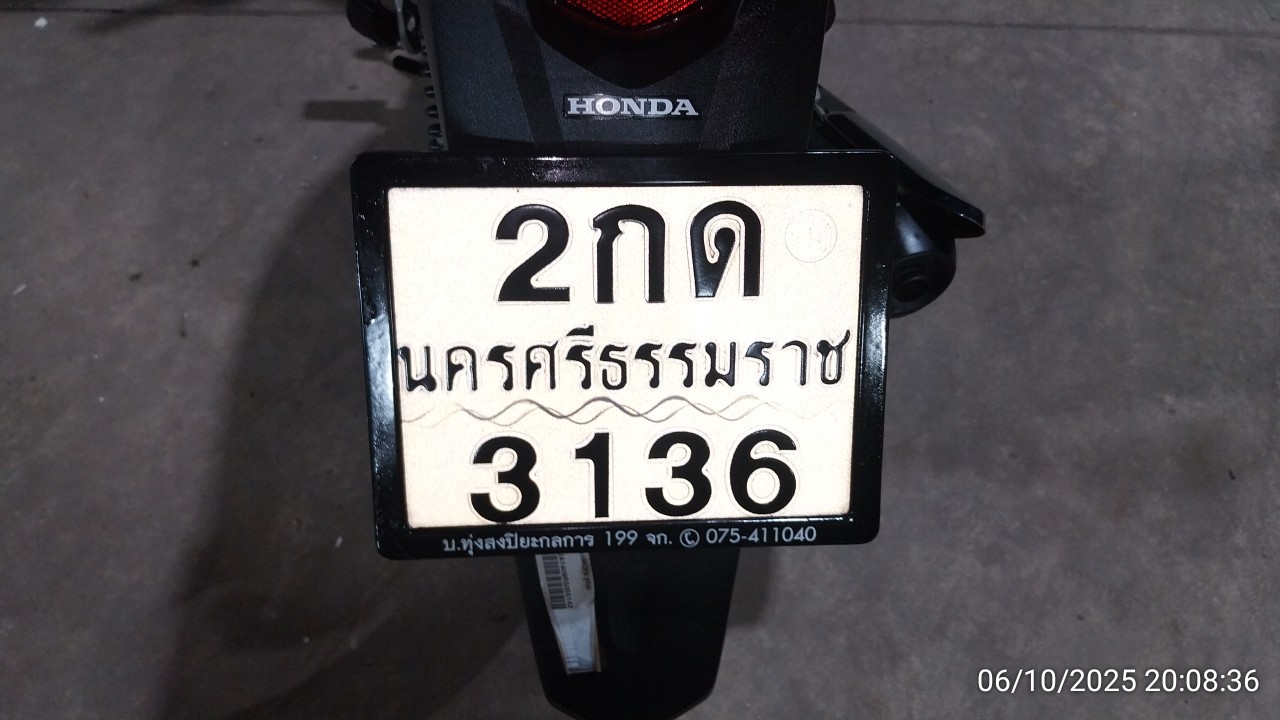 HONDA
2กด
นครศรีธรรมราช
3136
บ.ทุ่งสงปิยะกลการ 199 จก. 075-411040
06/10/2025 20:08:36